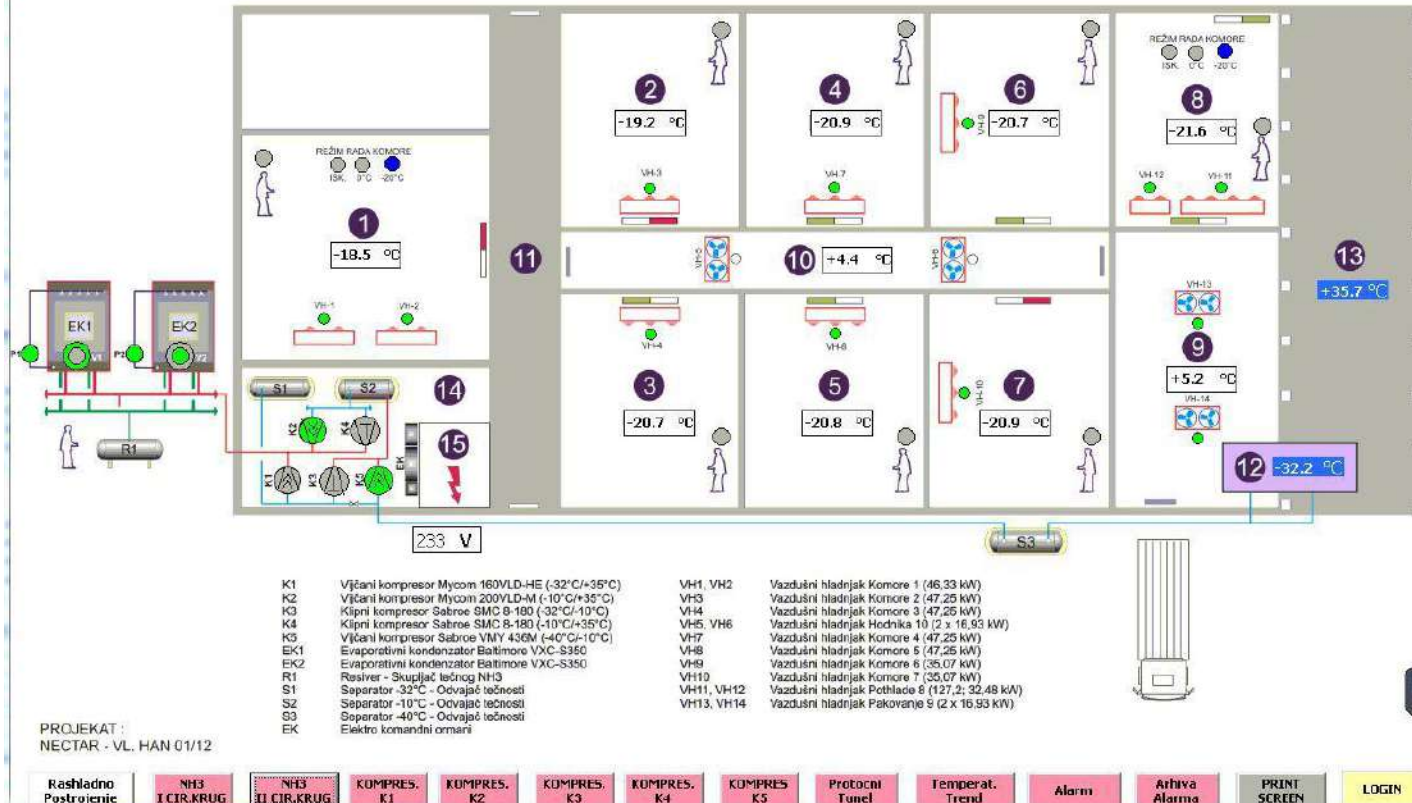 REŽIM RADA KOMORE
ISK. 0°C -20°C
1
-18.5 °C
VH-1
VH-2
2
-19.2 °C
VH-3
4
-20.9 °C
VH-7
6
-20.7 °C
VH-9
REŽIM RADA KOMORE
ISK. 0°C -20°C
8
-21.6 °C
VH-12
VH-11
11
VH-5
10
+4.4 °C
VH-6
13
+35.7 °C
VH-4
3
-20.7 °C
VH-8
5
-20.8 °C
VH-10
7
-20.9 °C
VH-13
9
+5.2 °C
VH-14
12
-32.2 °C
EK1
EK2
P1
V1
P2
V2
R1
S1
S2
14
K2
K4
15
K1
K3
K5
EK
233 V
S3
K1 Vijčani kompresor Mycom 160VLD-HE (-32°C/+35°C)
K2 Vijčani kompresor Mycom 200VLD-M (-10°C/+35°C)
K3 Klipni kompresor Sabroe SMC 8-180 (-32°C/-10°C)
K4 Klipni kompresor Sabroe SMC 8-180 (-10°C/+35°C)
K5 Vijčani kompresor Sabroe VMY 436M (-40°C/-10°C)
EK1 Evaporativni kondenzator Baltimore VXC-S350
EK2 Evaporativni kondenzator Baltimore VXC-S350
R1 Resiver - Skupljač tečnog NH3
S1 Separator -32°C - Odvajač tečnosti
S2 Separator -10°C - Odvajač tečnosti
S3 Separator -40°C - Odvajač tečnosti
EK Elektro komandni ormani
VH1, VH2 Vazdušni hladnjak Komore 1 (46,33 kW)
VH3 Vazdušni hladnjak Komore 2 (47,25 kW)
VH4 Vazdušni hladnjak Komore 3 (47,25 kW)
VH5, VH6 Vazdušni hladnjak Hodnika 10 (2 x 16,93 kW)
VH7 Vazdušni hladnjak Komore 4 (47,25 kW)
VH8 Vazdušni hladnjak Komore 5 (47,25 kW)
VH9 Vazdušni hladnjak Komore 6 (35,07 kW)
VH10 Vazdušni hladnjak Komore 7 (35,07 kW)
VH11, VH12 Vazdušni hladnjak Pothlade 8 (127,2; 32,48 kW)
VH13, VH14 Vazdušni hladnjak Pakovanje 9 (2 x 16,93 kW)
PROJEKAT :
NECTAR - VL. HAN 01/12
Rashladno
Postrojenje
NH3
I CIR.KRUG
NH3
II CIR.KRUG
KOMPRES.
K1
KOMPRES.
K2
KOMPRES.
K3
KOMPRES.
K4
KOMPRES
K5
Protocni
Tunel
Temperat.
Trend
Alarm
Arhiva
Alarma
PRINT
SCREEN
LOGIN